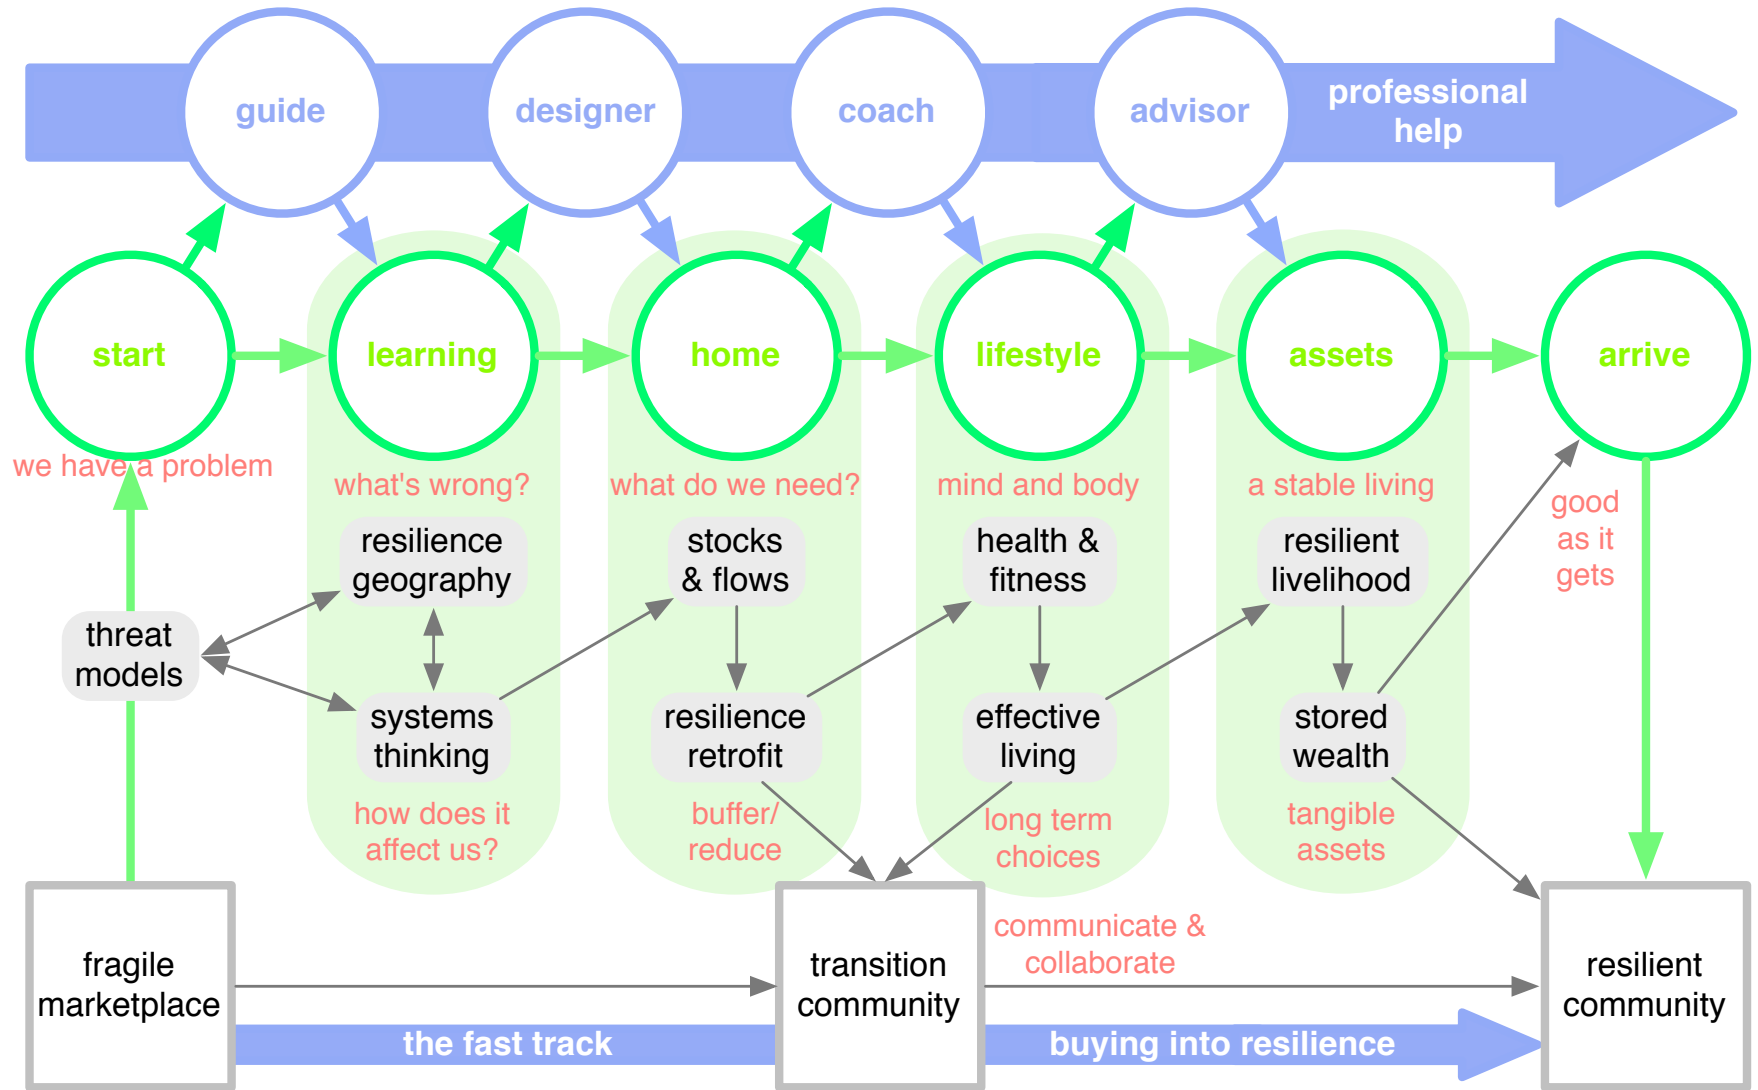 guide
designer
coach
advisor
professional
help
start
learning
home
lifestyle
assets
arrive
we have a problem
what's wrong?
what do we need?
mind and body
a stable living
good
as it
gets
resilience
geography
stocks
& flows
health &
fitness
resilient
livelihood
threat
models
systems
thinking
resilience
retrofit
effective
living
stored
wealth
how does it
affect us?
buffer/
reduce
long term
choices
tangible
assets
fragile
marketplace
transition
community
communicate &
collaborate
resilient
community
the fast track
buying into resilience